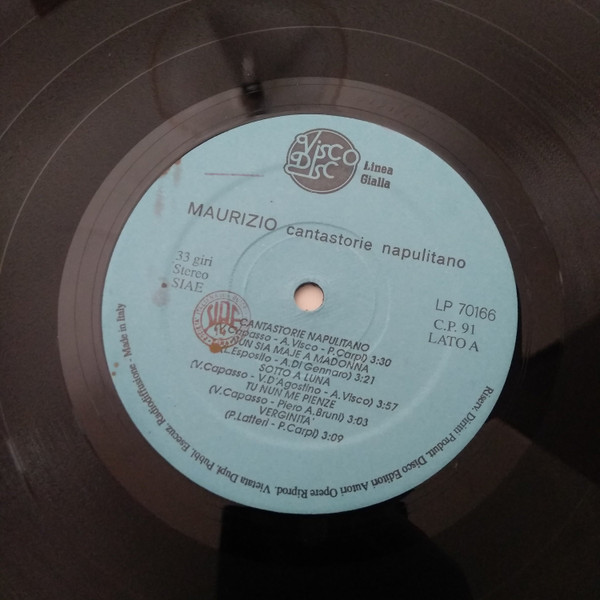 Visco
Disc
Linea
Gialla
MAURIZIO cantastorie napulitano
33 giri
Stereo
SIAE
LP 70166
C.P. 91
LATO A
SIAE
CANTASTORIE NAPULITANO
Capasso - A. Visco - P. Carpi) 3:30
UN SIA MAJE A MADONNA
L. Esposito - A. Di Gennaro) 3:21
SOTTO A LUNA
(V. Capasso - V. D'Agostino - A. Visco) 3:57
TU NUN ME PIENZE
(V. Capasso - Piero A. Bruni) 3:03
VERGINITA'
(P. Latteri - P. Carpi) 3:09
Riserv. Diritti Produtt. Disco Editori Autori Opere Riprod. Vietata Dupl. Pubbl. Esecuz. Radiodiffusione - Made in Italy